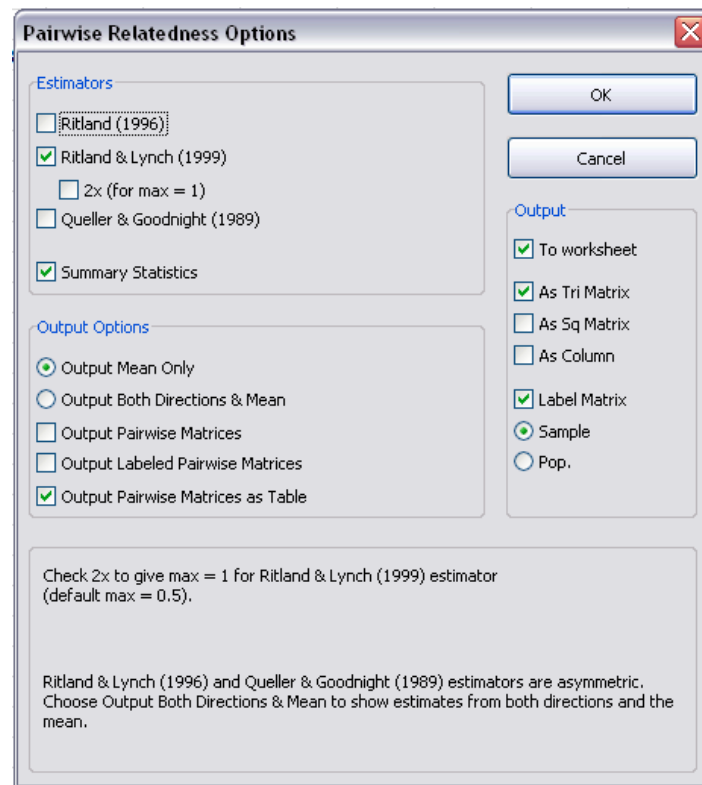 Pairwise Relatedness Options
Estimators
Ritland (1996)
Ritland & Lynch (1999)
2x (for max = 1)
Queller & Goodnight (1989)
Summary Statistics
OK
Cancel
Output
To worksheet
As Tri Matrix
As Sq Matrix
As Column
Label Matrix
Sample
Pop.
Output Options
Output Mean Only
Output Both Directions & Mean
Output Pairwise Matrices
Output Labeled Pairwise Matrices
Output Pairwise Matrices as Table
Check 2x to give max = 1 for Ritland & Lynch (1999) estimator
(default max = 0.5).
Ritland & Lynch (1996) and Queller & Goodnight (1989) estimators are asymmetric.
Choose Output Both Directions & Mean to show estimates from both directions and the
mean.